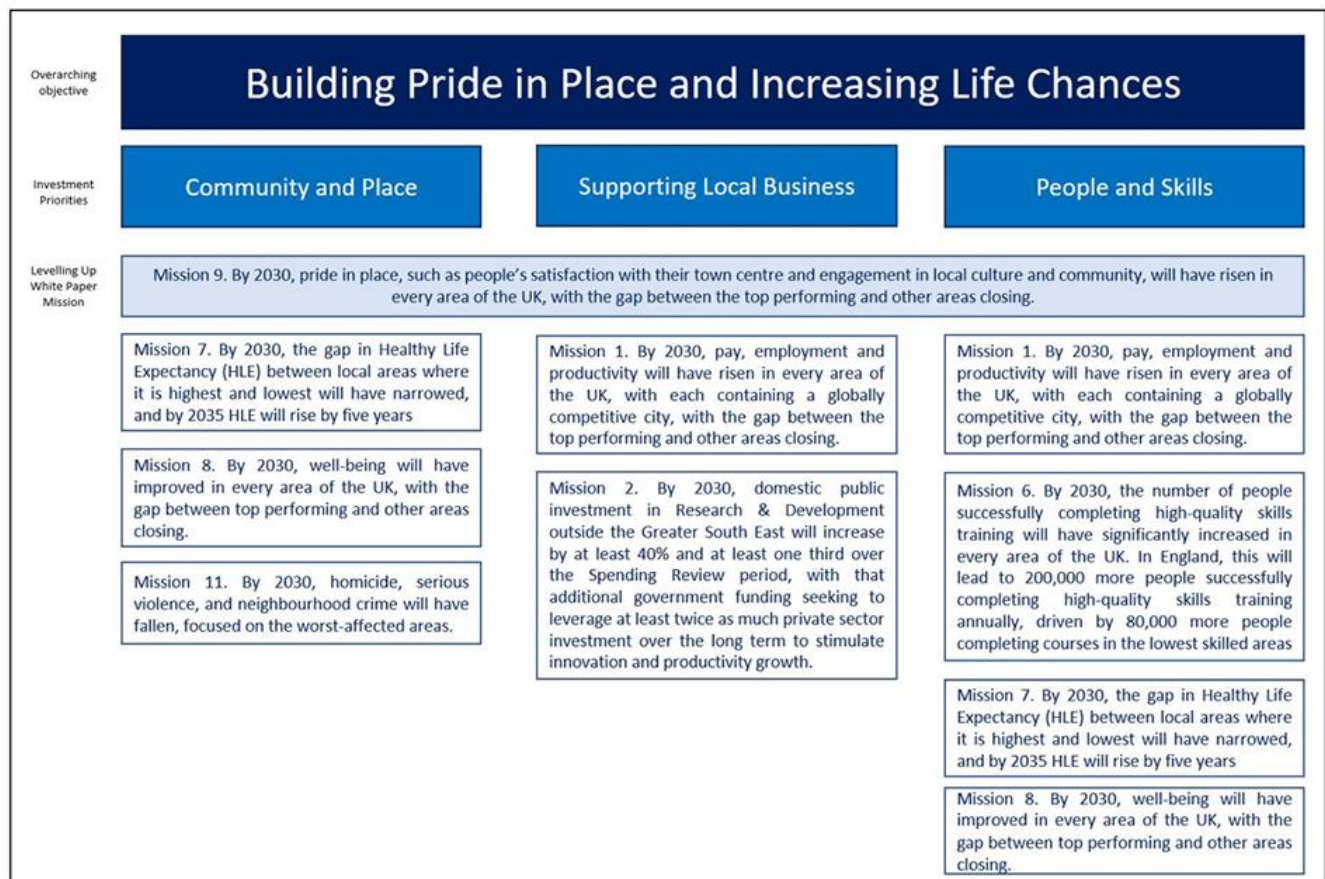 Overarching
objective
Building Pride in Place and Increasing Life Chances
Investment
Priorities
Community and Place
Supporting Local Business
People and Skills
Levelling Up
White Paper
Mission
Mission 9. By 2030, pride in place, such as people's satisfaction with their town centre and engagement in local culture and community, will have risen in
every area of the UK, with the gap between the top performing and other areas closing.
Mission 7. By 2030, the gap in Healthy Life
Expectancy (HLE) between local areas where
it is highest and lowest will have narrowed,
and by 2035 HLE will rise by five years
Mission 8. By 2030, well-being will have
improved in every area of the UK, with the
gap between top performing and other areas
closing.
Mission 11. By 2030, homicide, serious
violence, and neighbourhood crime will have
fallen, focused on the worst-affected areas.
Mission 1. By 2030, pay, employment and
productivity will have risen in every area of
the UK, with each containing a globally
competitive city, with the gap between the
top performing and other areas closing.
Mission 2. By 2030, domestic public
investment in Research & Development
outside the Greater South East will increase
by at least 40% and at least one third over
the Spending Review period, with that
additional government funding seeking to
leverage at least twice as much private sector
investment over the long term to stimulate
innovation and productivity growth.
Mission 1. By 2030, pay, employment and
productivity will have risen in every area of
the UK, with each containing a globally
competitive city, with the gap between the
top performing and other areas closing.
Mission 6. By 2030, the number of people
successfully completing high-quality skills
training will have significantly increased in
every area of the UK. In England, this will
lead to 200,000 more people successfully
completing high-quality skills training
annually, driven by 80,000 more people
completing courses in the lowest skilled areas
Mission 7. By 2030, the gap in Healthy Life
Expectancy (HLE) between local areas where
it is highest and lowest will have narrowed,
and by 2035 HLE will rise by five years
Mission 8. By 2030, well-being will have
improved in every area of the UK, with the
gap between top performing and other areas
closing.